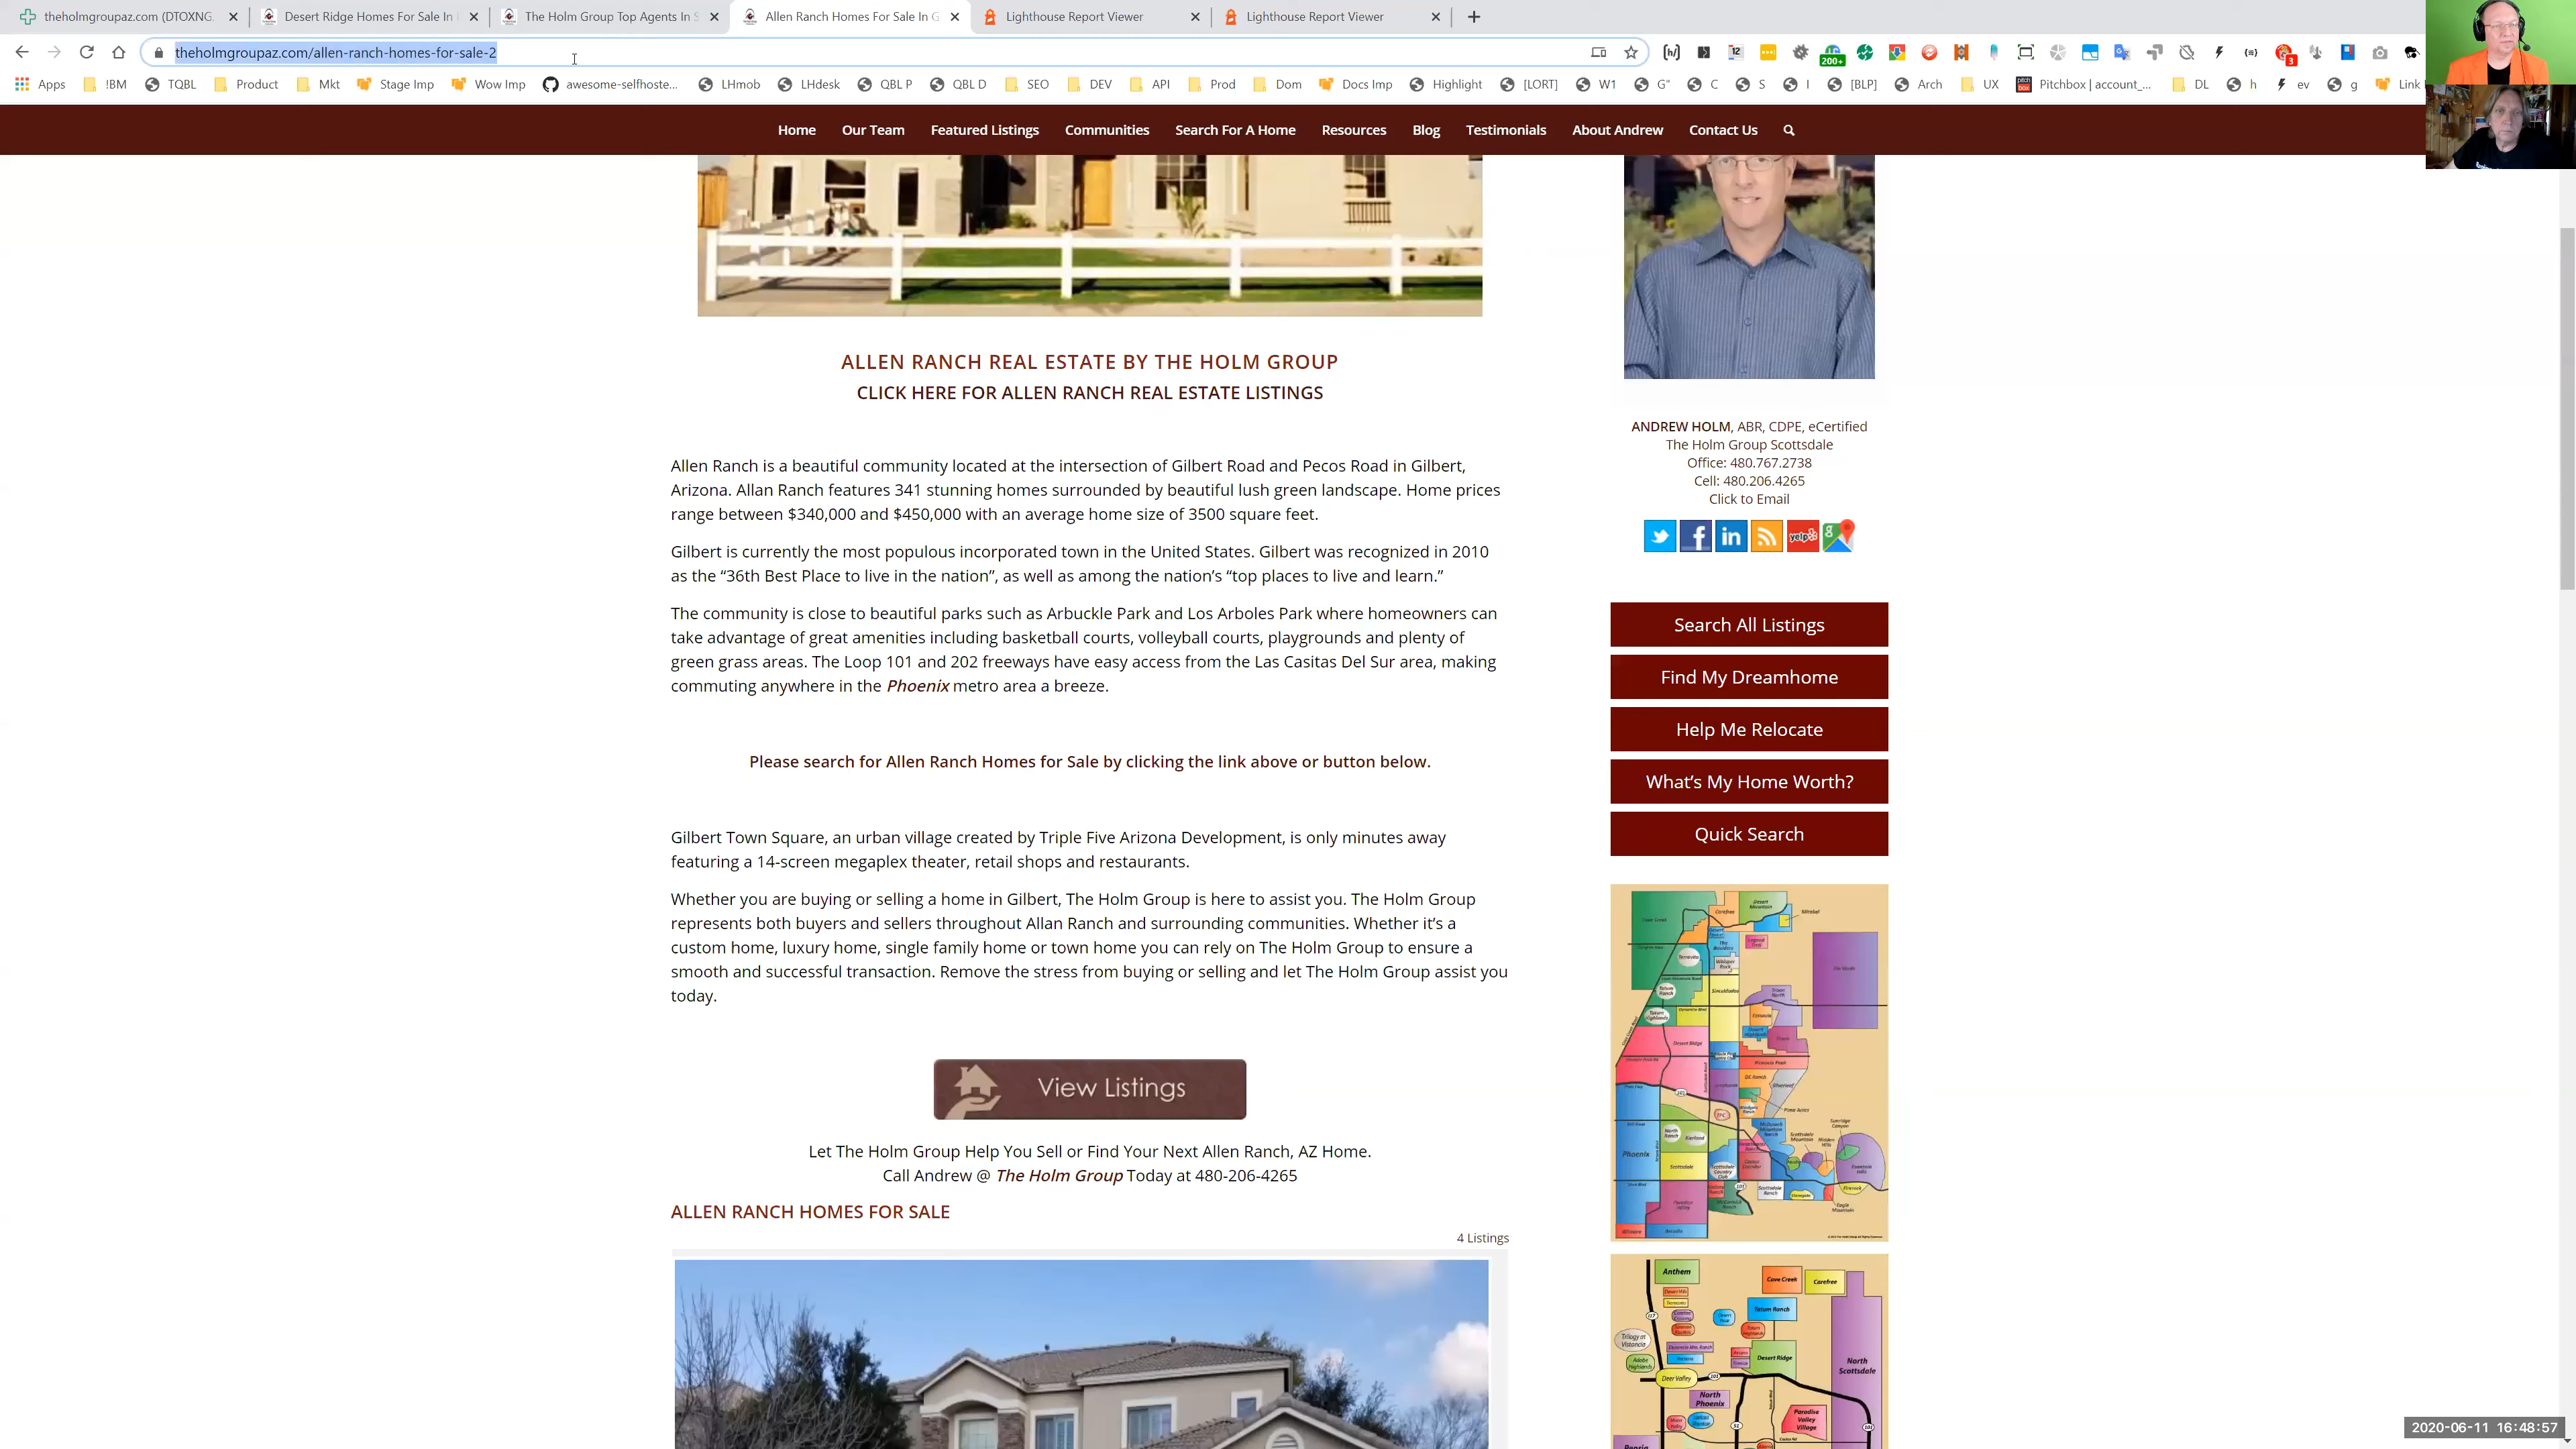 theholmgroupaz.com (DTOXNG
Desert Ridge Homes For Sale In
The Holm Group Top Agents In S
Allen Ranch Homes For Sale In G
Lighthouse Report Viewer
Lighthouse Report Viewer
theholmgroupaz.com/allen-ranch-homes-for-sale-2
12
200+
3
Apps
!BM
TQBL
Product
Mkt
Stage Imp
Wow Imp
awesome-selfhoste...
LHmob
LHdesk
QBL P
QBL D
SEO
DEV
API
Prod
Dom
Docs Imp
Highlight
[LORT]
W1
G"
C
S
I
[BLP]
Arch
UX
Pitchbox | account_...
DL
h
ev
g
Link
Home
Our Team
Featured Listings
Communities
Search For A Home
Resources
Blog
Testimonials
About Andrew
Contact Us
ALLEN RANCH REAL ESTATE BY THE HOLM GROUP
CLICK HERE FOR ALLEN RANCH REAL ESTATE LISTINGS
Allen Ranch is a beautiful community located at the intersection of Gilbert Road and Pecos Road in Gilbert,
Arizona. Allan Ranch features 341 stunning homes surrounded by beautiful lush green landscape. Home prices
range between $340,000 and $450,000 with an average home size of 3500 square feet.
Gilbert is currently the most populous incorporated town in the United States. Gilbert was recognized in 2010
as the “36th Best Place to live in the nation”, as well as among the nation’s “top places to live and learn.”
The community is close to beautiful parks such as Arbuckle Park and Los Arboles Park where homeowners can
take advantage of great amenities including basketball courts, volleyball courts, playgrounds and plenty of
green grass areas. The Loop 101 and 202 freeways have easy access from the Las Casitas Del Sur area, making
commuting anywhere in the Phoenix metro area a breeze.
Please search for Allen Ranch Homes for Sale by clicking the link above or button below.
Gilbert Town Square, an urban village created by Triple Five Arizona Development, is only minutes away
featuring a 14-screen megaplex theater, retail shops and restaurants.
Whether you are buying or selling a home in Gilbert, The Holm Group is here to assist you. The Holm Group
represents both buyers and sellers throughout Allan Ranch and surrounding communities. Whether it’s a
custom home, luxury home, single family home or town home you can rely on The Holm Group to ensure a
smooth and successful transaction. Remove the stress from buying or selling and let The Holm Group assist you
today.
View Listings
Let The Holm Group Help You Sell or Find Your Next Allen Ranch, AZ Home.
Call Andrew @ The Holm Group Today at 480-206-4265
ALLEN RANCH HOMES FOR SALE
4 Listings
ANDREW HOLM, ABR, CDPE, eCertified
The Holm Group Scottsdale
Office: 480.767.2738
Cell: 480.206.4265
Click to Email
yelp
Search All Listings
Find My Dreamhome
Help Me Relocate
What’s My Home Worth?
Quick Search
Carefree
Desert Mountain
Desert Ridge
Phoenix
Scottsdale
Anthem
Cave Creek
Carefree
Tatum Ranch
Trilogy at Vistancia
Adobe Highlands
Desert Ridge
Deer Valley
North Scottsdale
North Phoenix
Paradise Valley Village
Peoria
2020-06-11 16:48:57